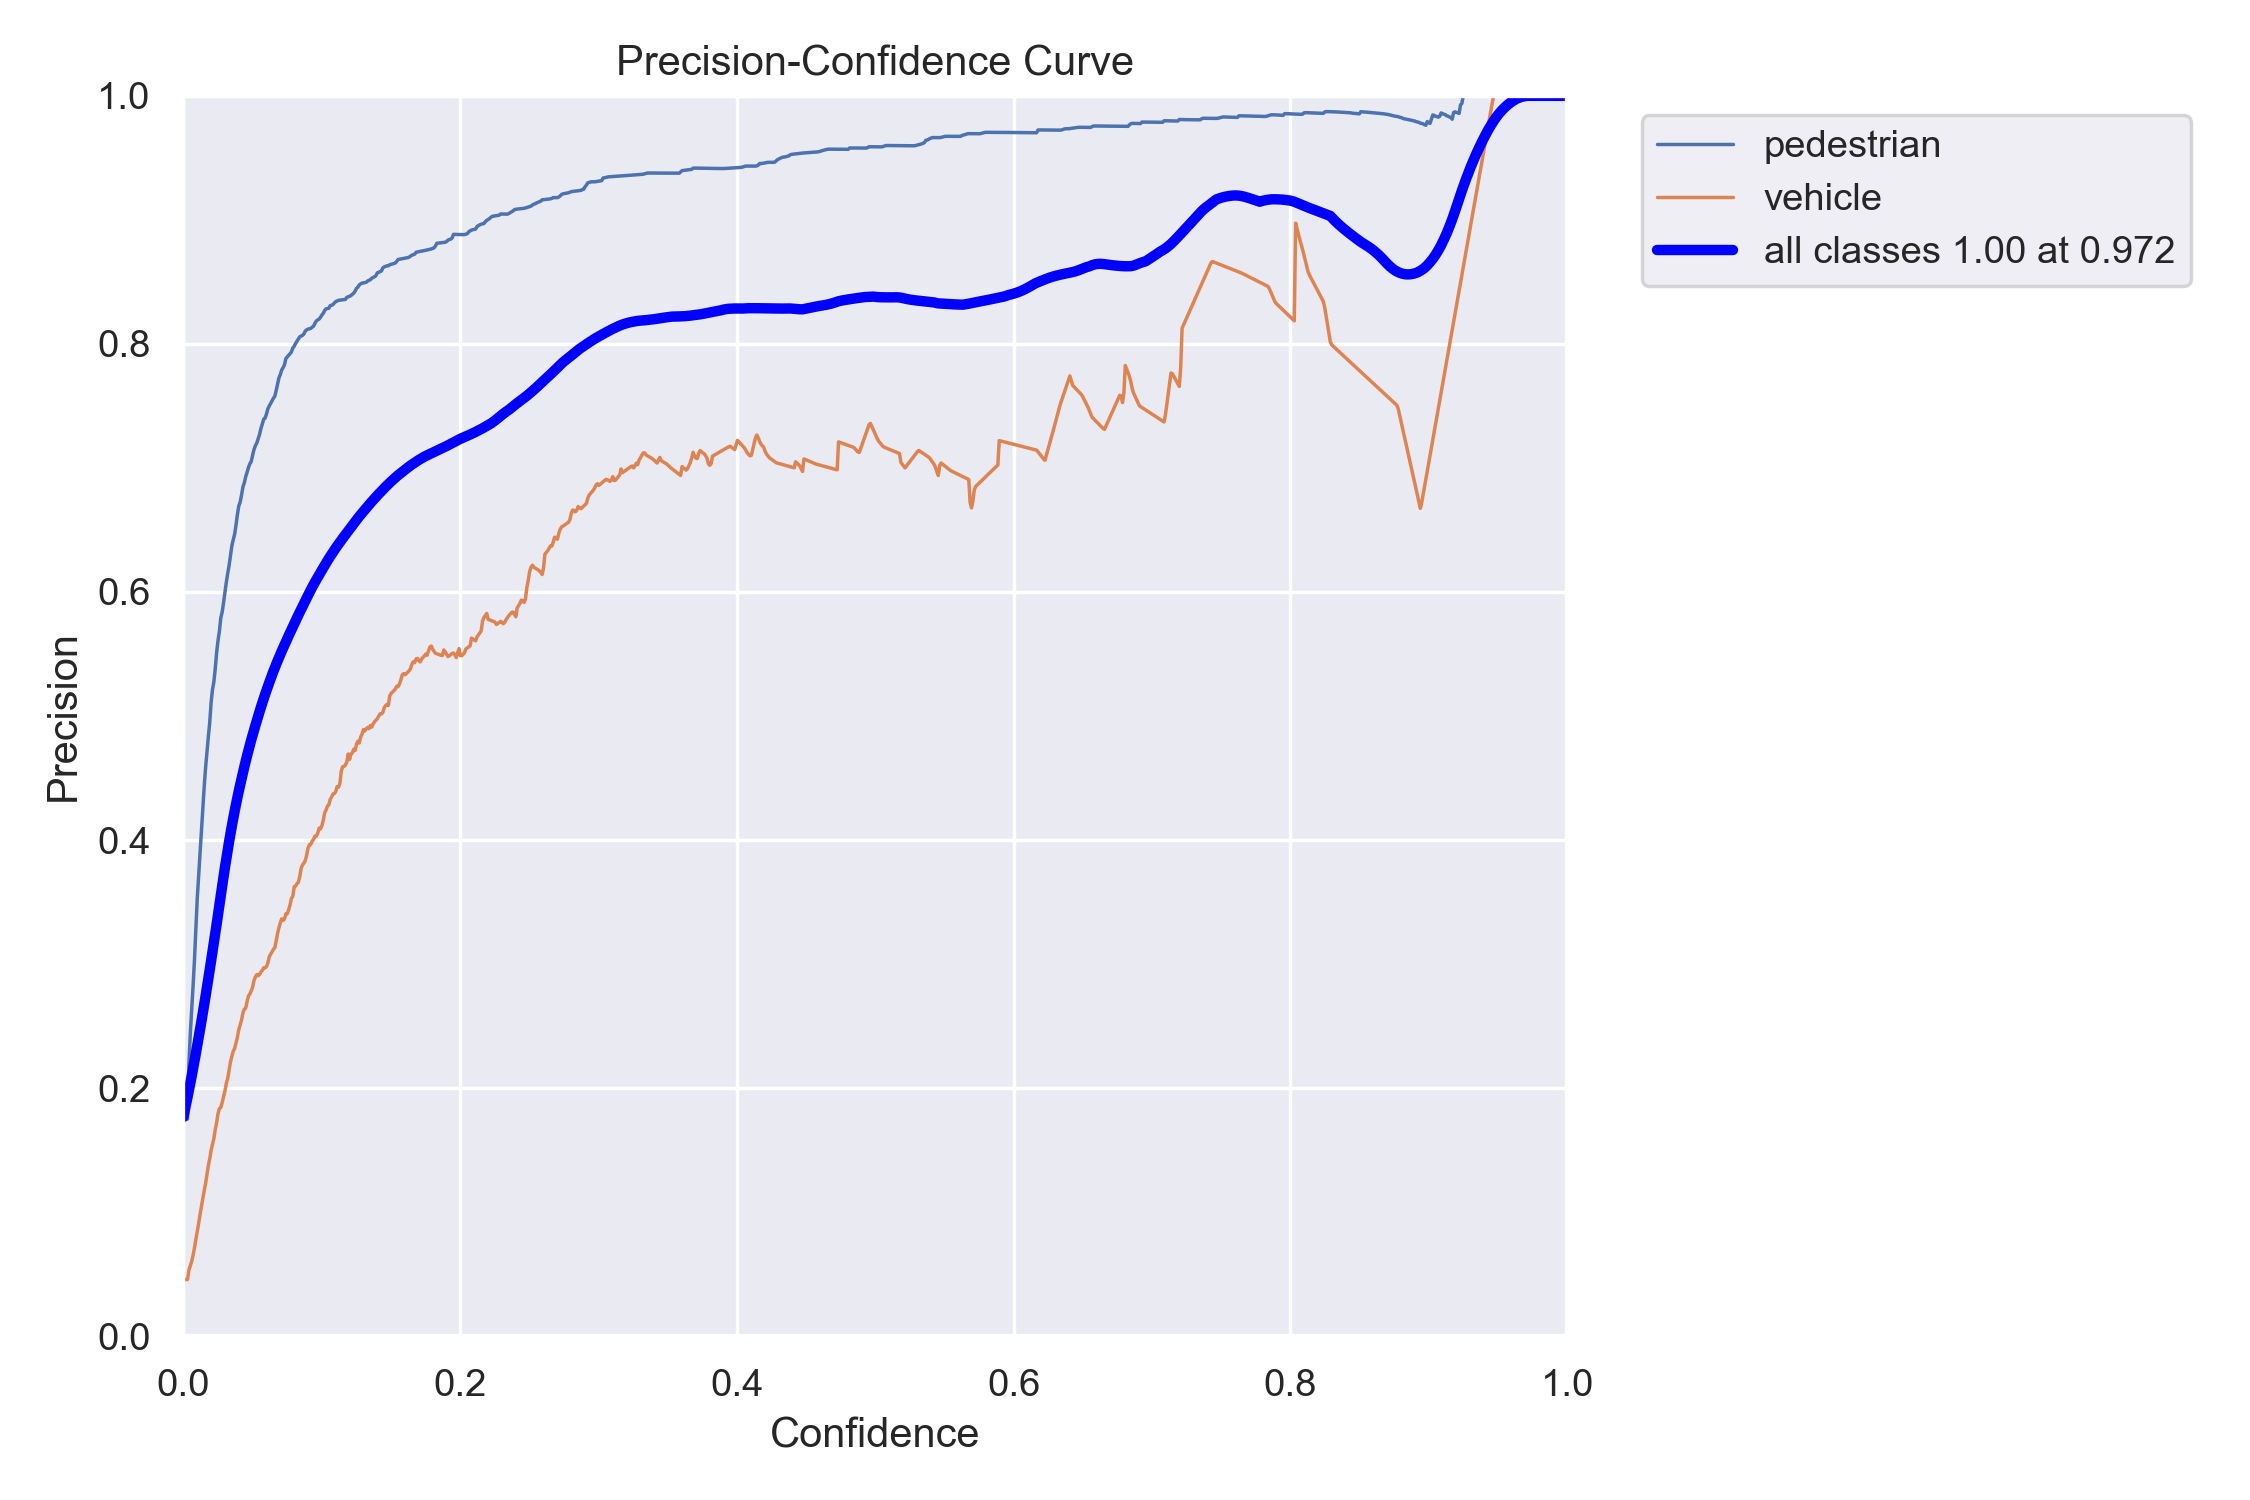 Precision-Confidence Curve
1.0
0.8
0.6
0.4
0.2
0.0
Precision
0.0 0.2 0.4 0.6 0.8 1.0
Confidence
pedestrian
vehicle
all classes 1.00 at 0.972